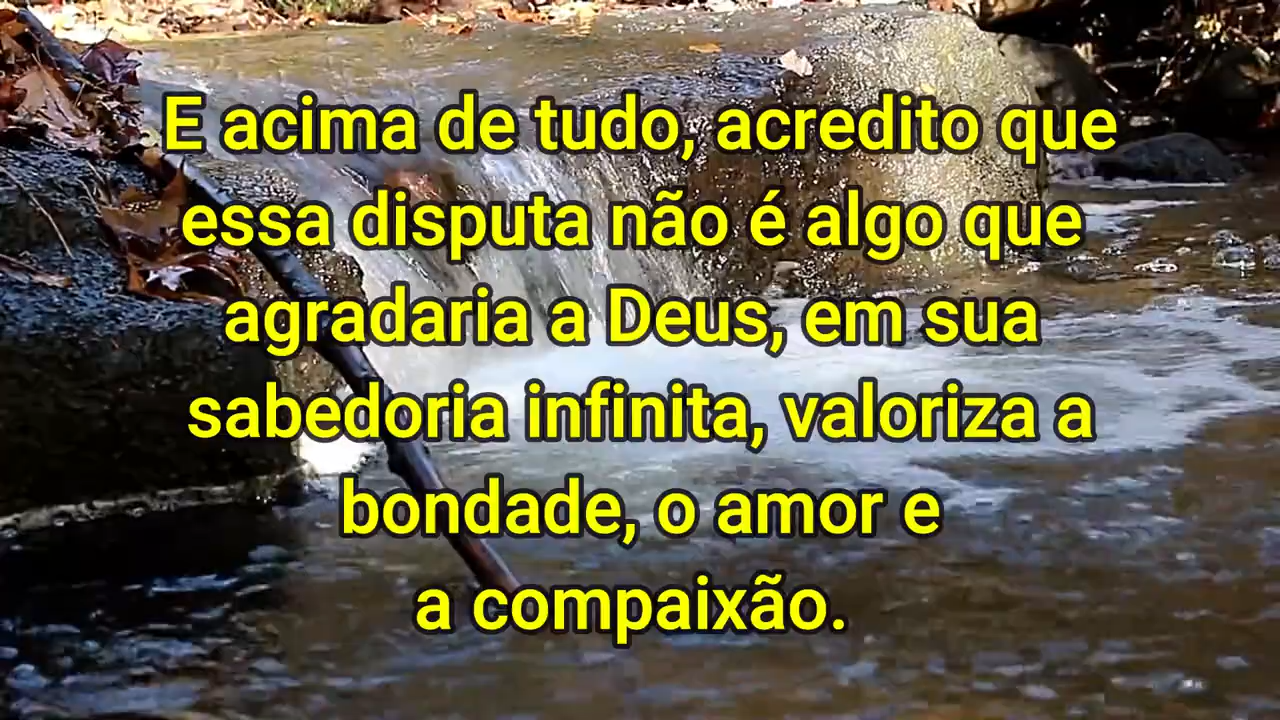 E acima de tudo, acredito que
essa disputa não é algo que
agradaria a Deus, em sua
sabedoria infinita, valoriza a
bondade, o amor e
a compaixão.